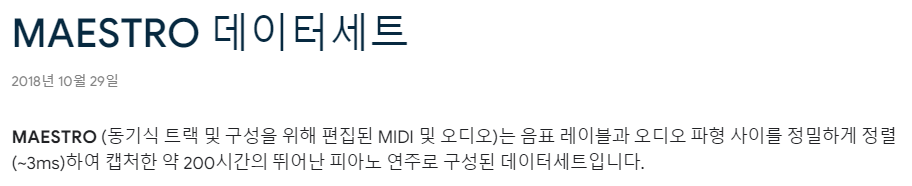 MAESTRO 데이터세트
2018년 10월 29일
MAESTRO (동기식 트랙 및 구성을 위해 편집된 MIDI 및 오디오)는 음표 레이블과 오디오 파형 사이를 정밀하게 정렬
(~3ms)하여 캡처한 약 200시간의 뛰어난 피아노 연주로 구성된 데이터세트입니다.